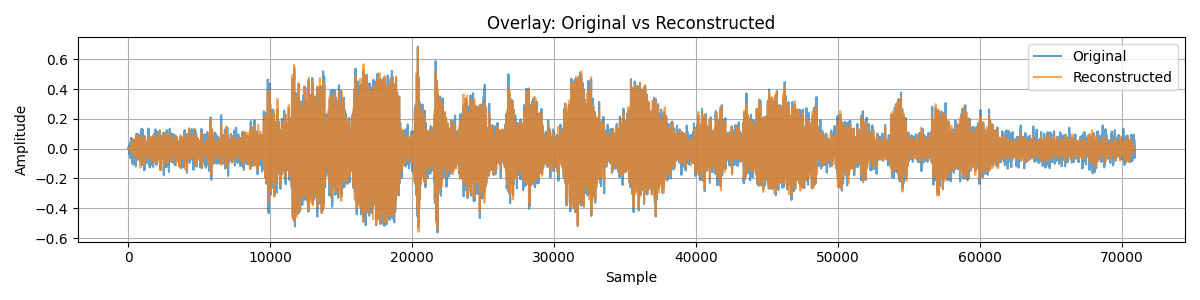 Overlay: Original vs Reconstructed
Amplitude
0.6
0.4
0.2
0.0
−0.2
−0.4
−0.6
Original
Reconstructed
0 10000 20000 30000 40000 50000 60000 70000
Sample